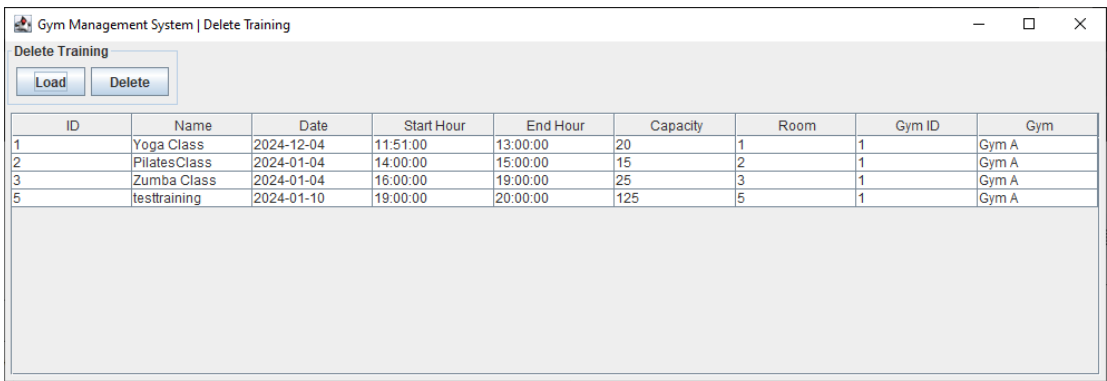 Gym Management System | Delete Training
Delete Training
Load Delete
ID Name Date Start Hour End Hour Capacity Room Gym ID Gym
1 Yoga Class 2024-12-04 11:51:00 13:00:00 20 1 1 Gym A
2 PilatesClass 2024-01-04 14:00:00 15:00:00 15 2 1 Gym A
3 Zumba Class 2024-01-04 16:00:00 19:00:00 25 3 1 Gym A
5 testtraining 2024-01-10 19:00:00 20:00:00 125 5 1 Gym A